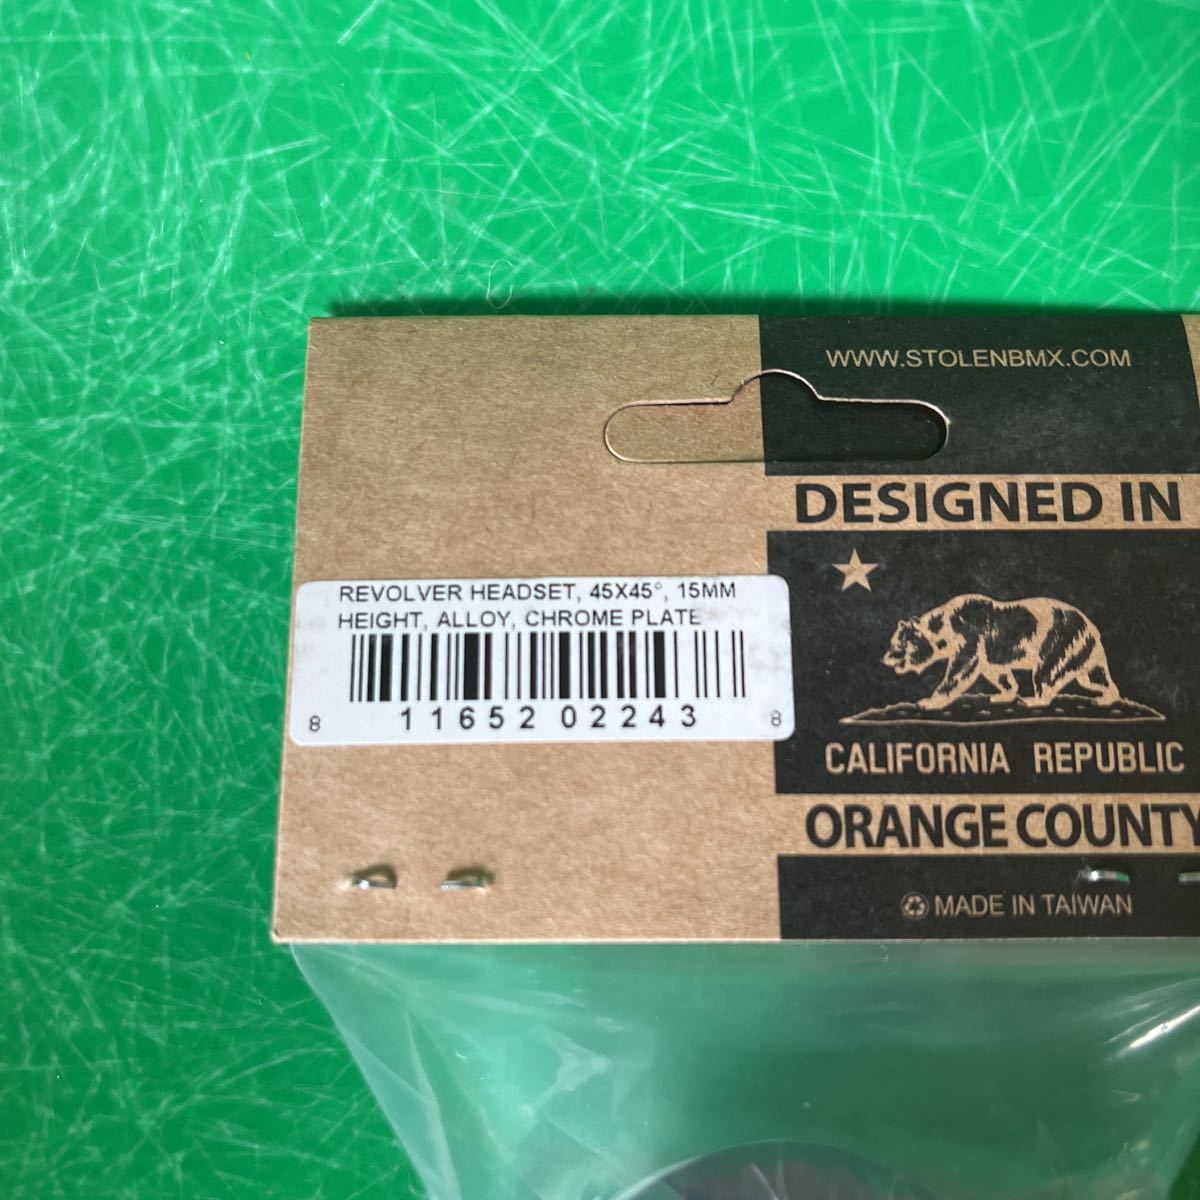 WWW.STOLENBMX.COM
DESIGNED IN
CALIFORNIA REPUBLIC
ORANGE COUNTY
MADE IN TAIWAN
REVOLVER HEADSET, 45X45°, 15MM
HEIGHT, ALLOY, CHROME PLATE
8 11652 02243 8